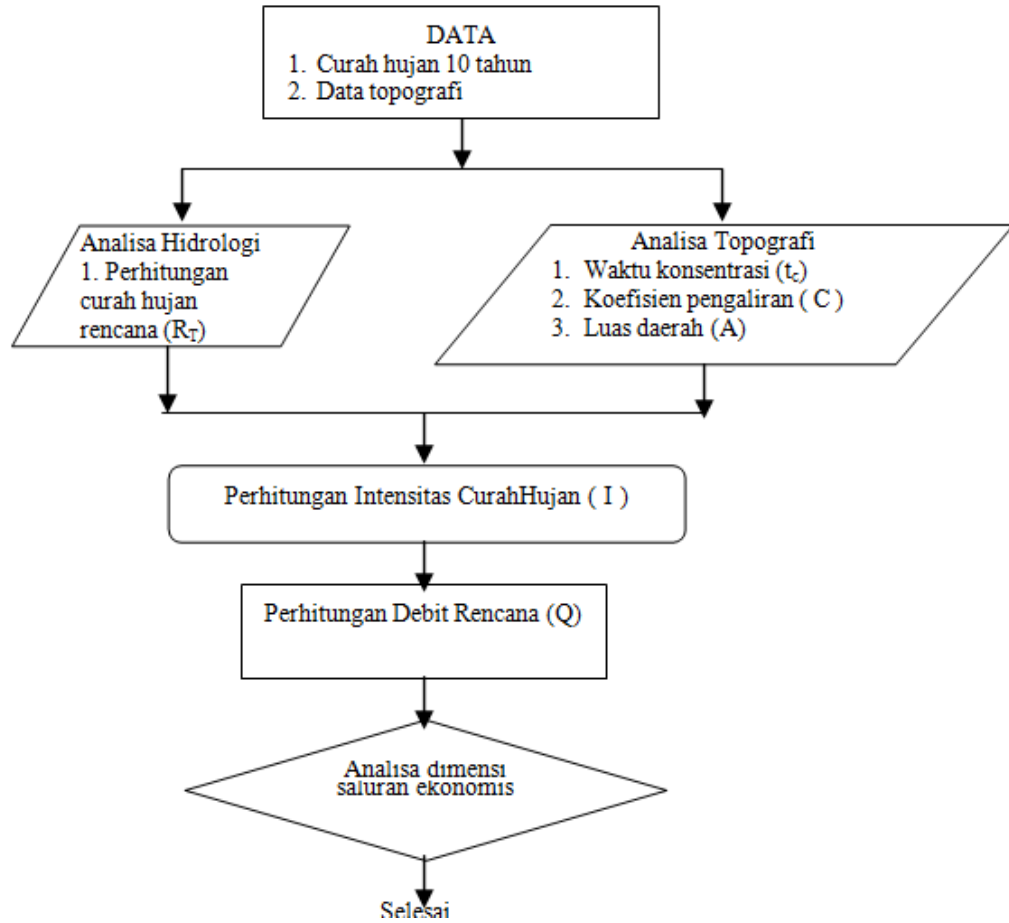 DATA
1. Curah hujan 10 tahun
2. Data topografi
Analisa Hidrologi
1. Perhitungan
curah hujan
rencana (R_T)
Analisa Topografi
1. Waktu konsentrasi (t_c)
2. Koefisien pengaliran ( C )
3. Luas daerah (A)
Perhitungan Intensitas CurahHujan ( I )
Perhitungan Debit Rencana (Q)
Analisa dimensi
saluran ekonomis
Selesai